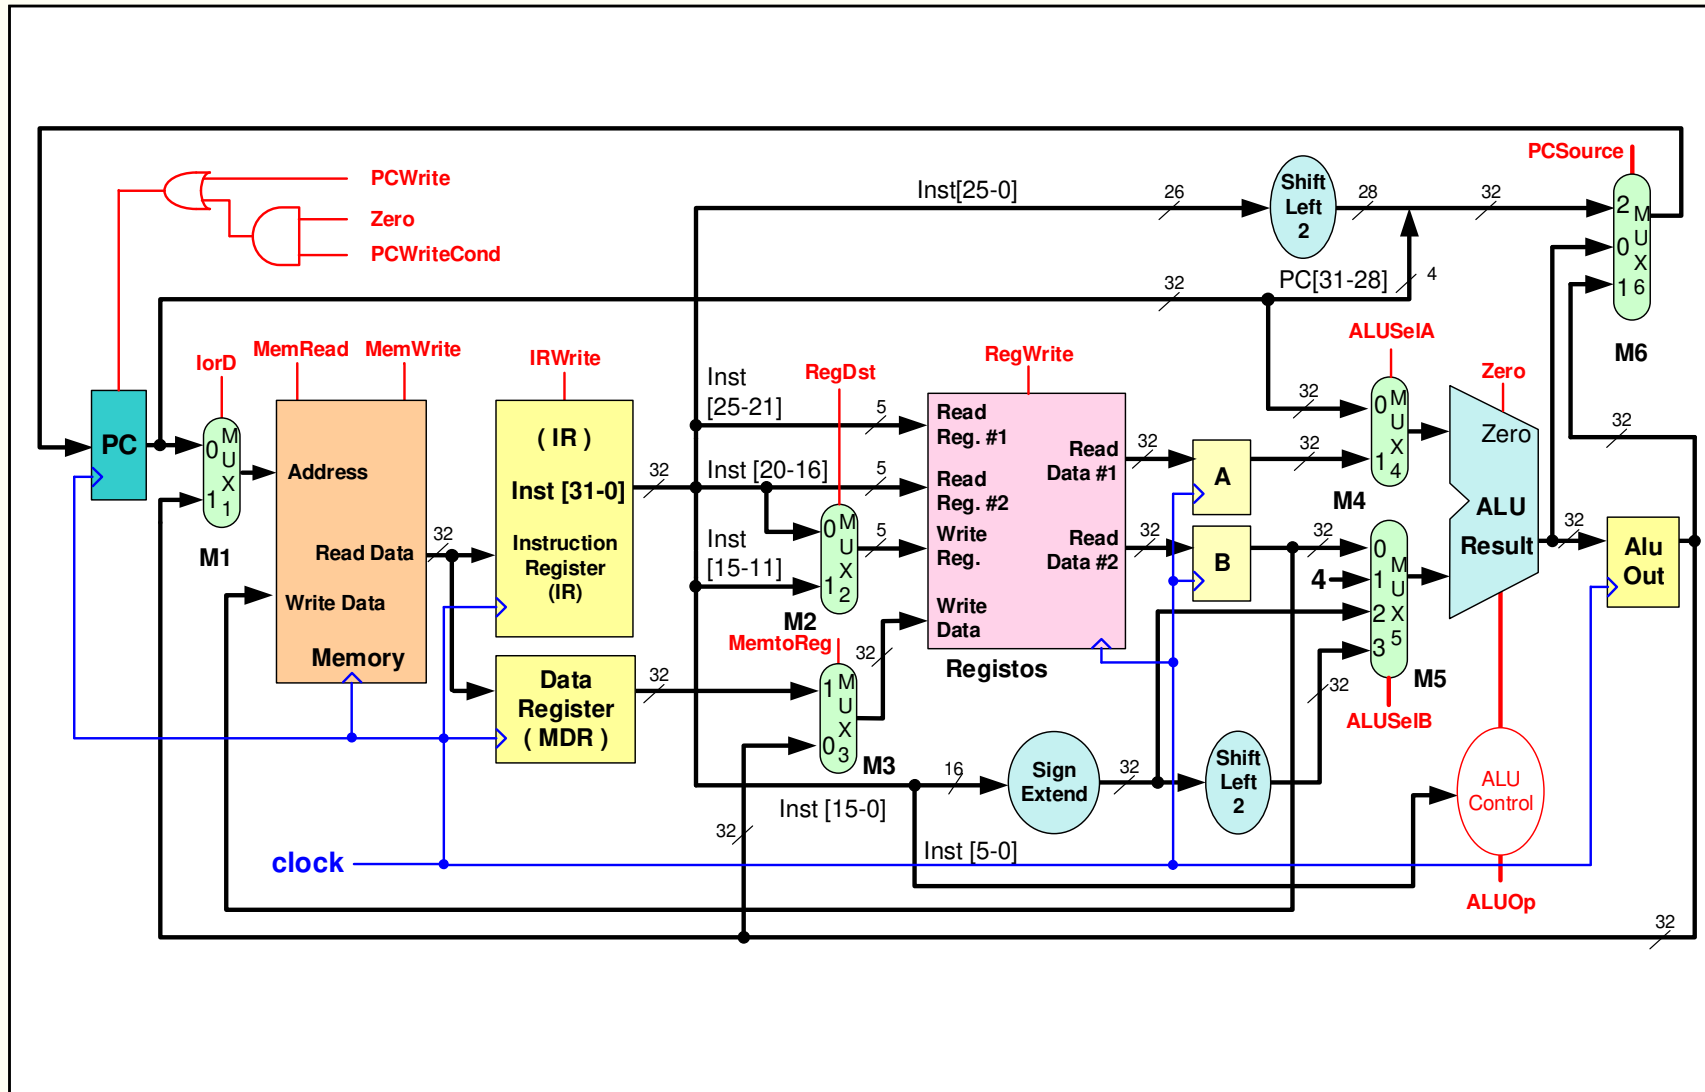 PCSource
PCWrite
Zero
PCWriteCond
Inst[25-0]
26
Shift
Left
2
28
32
2
0
1
M
U
X
6
M6
PC[31-28]
4
32
IorD
MemRead
MemWrite
IRWrite
RegDst
RegWrite
ALUSelA
Zero
PC
0
1
M
U
X
1
M1
Address
Read Data
Write Data
Memory
32
( IR )
Inst [31-0]
Instruction
Register
(IR)
32
Data
Register
( MDR )
32
Inst
[25-21]
5
Inst [20-16]
5
Inst
[15-11]
0
1
M
U
X
2
M2
5
MemtoReg
1
0
M
U
X
3
M3
32
Read
Reg. #1
Read
Reg. #2
Write
Reg.
Write
Data
Read
Data #1
Read
Data #2
Registos
32
32
A
B
32
32
32
0
1
M
U
X
4
M4
4
0
1
2
3
M
U
X
5
M5
ALUSelB
32
Zero
ALU
Result
32
Alu
Out
32
Inst [15-0]
16
Sign
Extend
32
Shift
Left
2
ALU
Control
ALUOp
Inst [5-0]
32
clock
32